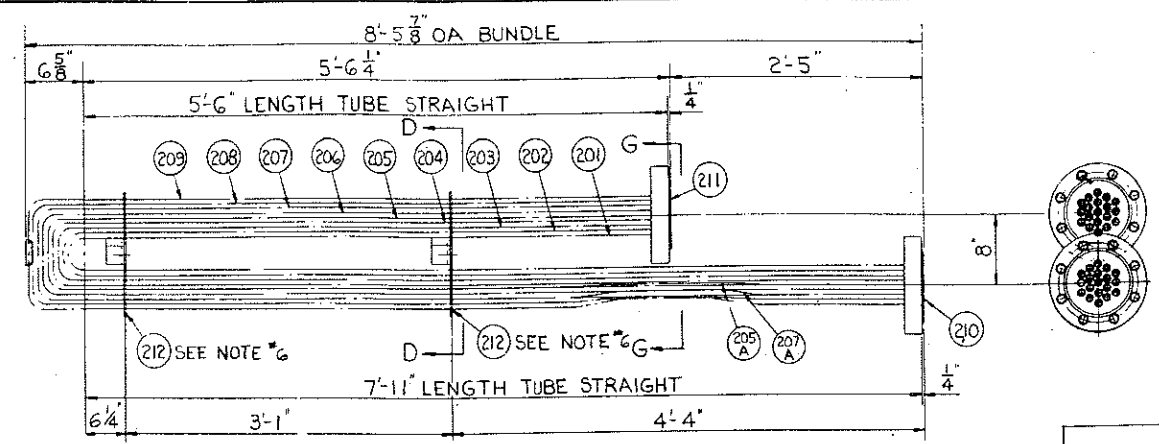 8'-5 7/8" OA BUNDLE
6 5/8" 5'-6 1/4" 2'-5"
5'-6" LENGTH TUBE STRAIGHT 1/4"
D G
209 208 207 206 205 204 203 202 201
211
8"
212 SEE NOTE #6 D 212 SEE NOTE #6 G 205 A 207 A 210
7'-11" LENGTH TUBE STRAIGHT 1/4"
6 1/4" 3'-1" 4'-4"